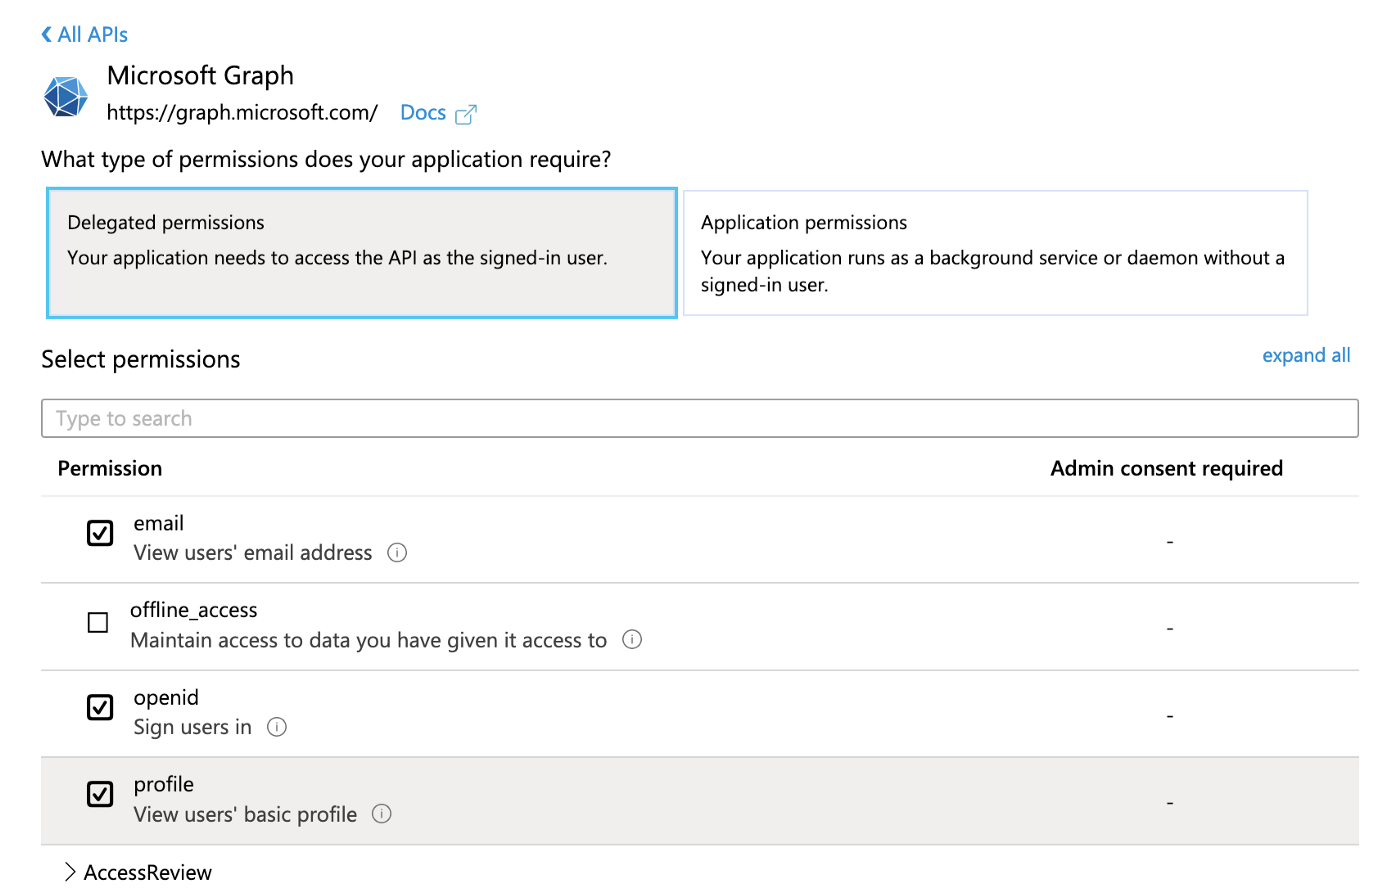 All APIs
Microsoft Graph
https://graph.microsoft.com/ Docs
What type of permissions does your application require?
Delegated permissions
Your application needs to access the API as the signed-in user.
Application permissions
Your application runs as a background service or daemon without a
signed-in user.
Select permissions
expand all
Type to search
Permission
Admin consent required
email
View users' email address
-
offline_access
Maintain access to data you have given it access to
-
openid
Sign users in
-
profile
View users' basic profile
-
AccessReview